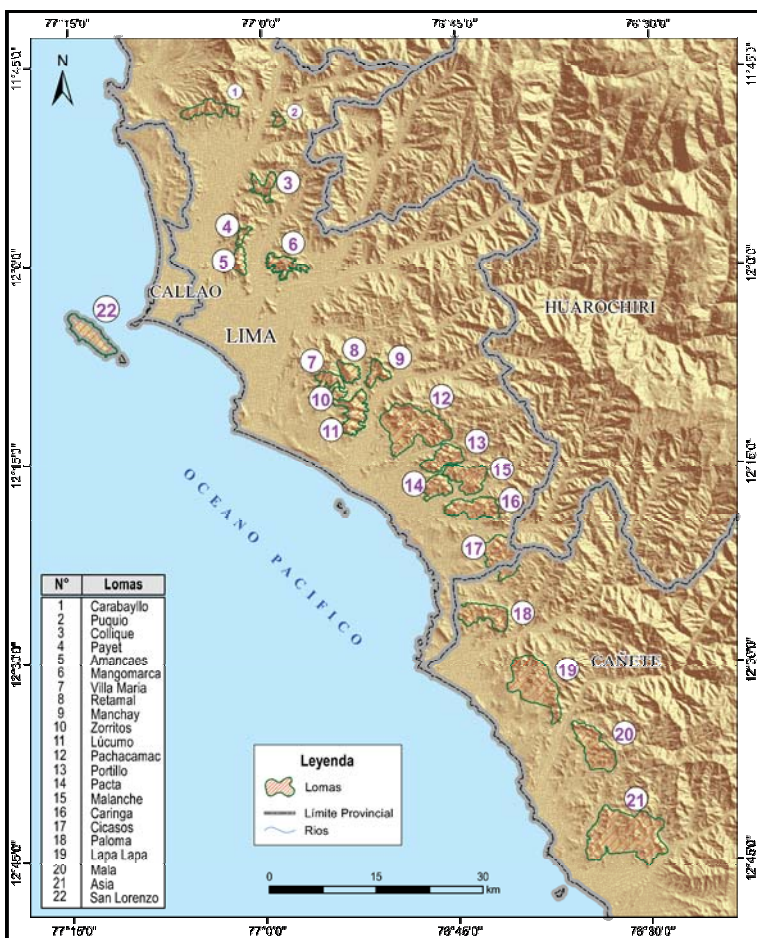 77°15'0" 77°0'0" 76°45'0" 76°30'0"
11°45'0" 11°45'0"
N
1
2
3
4
5
6
12°0'0" 12°0'0"
CALLAO
HUAROCHIRI
22
LIMA
7
8
9
10
11
12
13
14
15
16
12°15'0" 12°15'0"
OCEANO PACIFICO
17
18
19
CAÑETE
12°30'0" 12°30'0"
20
21
N° Lomas
1 Carabayllo
2 Puquio
3 Collique
4 Payet
5 Amancaes
6 Mangomarca
7 Villa María
8 Retamal
9 Manchay
10 Zorritos
11 Lúcumo
12 Pachacamac
13 Portillo
14 Pacta
15 Malanche
16 Caringa
17 Cicasos
18 Paloma
19 Lapa Lapa
20 Mala
21 Asia
22 San Lorenzo
Leyenda
Lomas
Límite Provincial
Rios
0 15 30
km
12°45'0" 12°45'0"
77°15'0" 77°0'0" 76°45'0" 76°30'0"